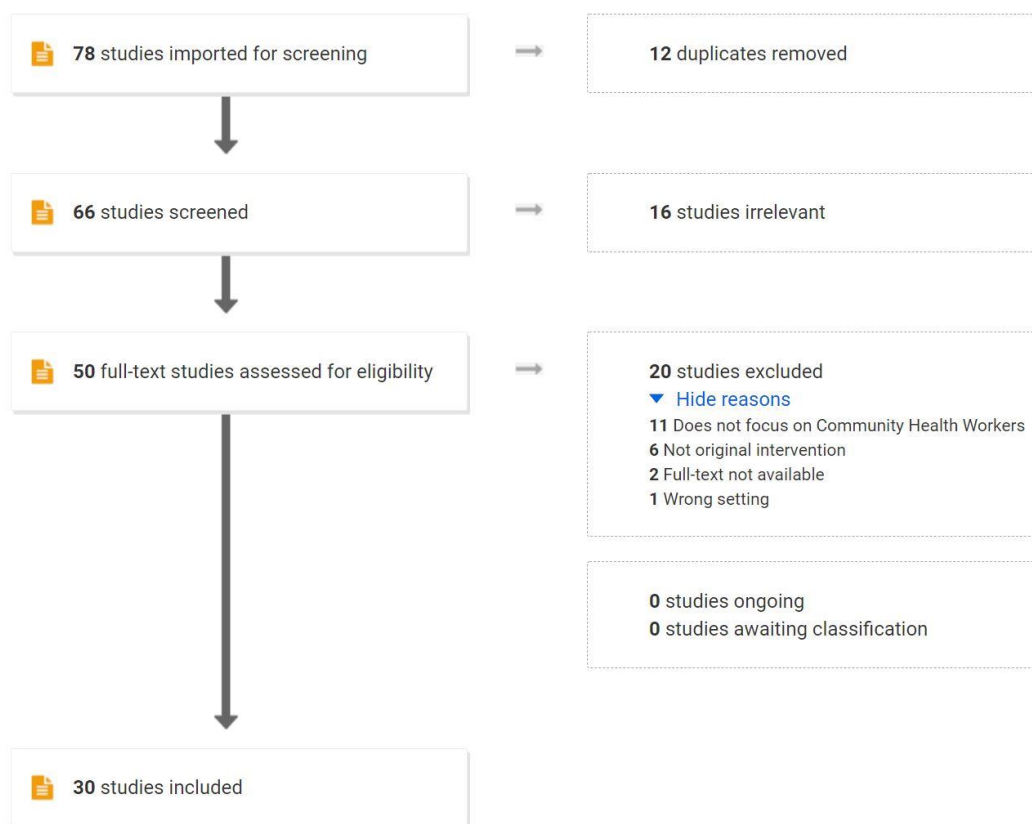 78 studies imported for screening
12 duplicates removed
66 studies screened
16 studies irrelevant
50 full-text studies assessed for eligibility
20 studies excluded
Hide reasons
11 Does not focus on Community Health Workers
6 Not original intervention
2 Full-text not available
1 Wrong setting
0 studies ongoing
0 studies awaiting classification
30 studies included